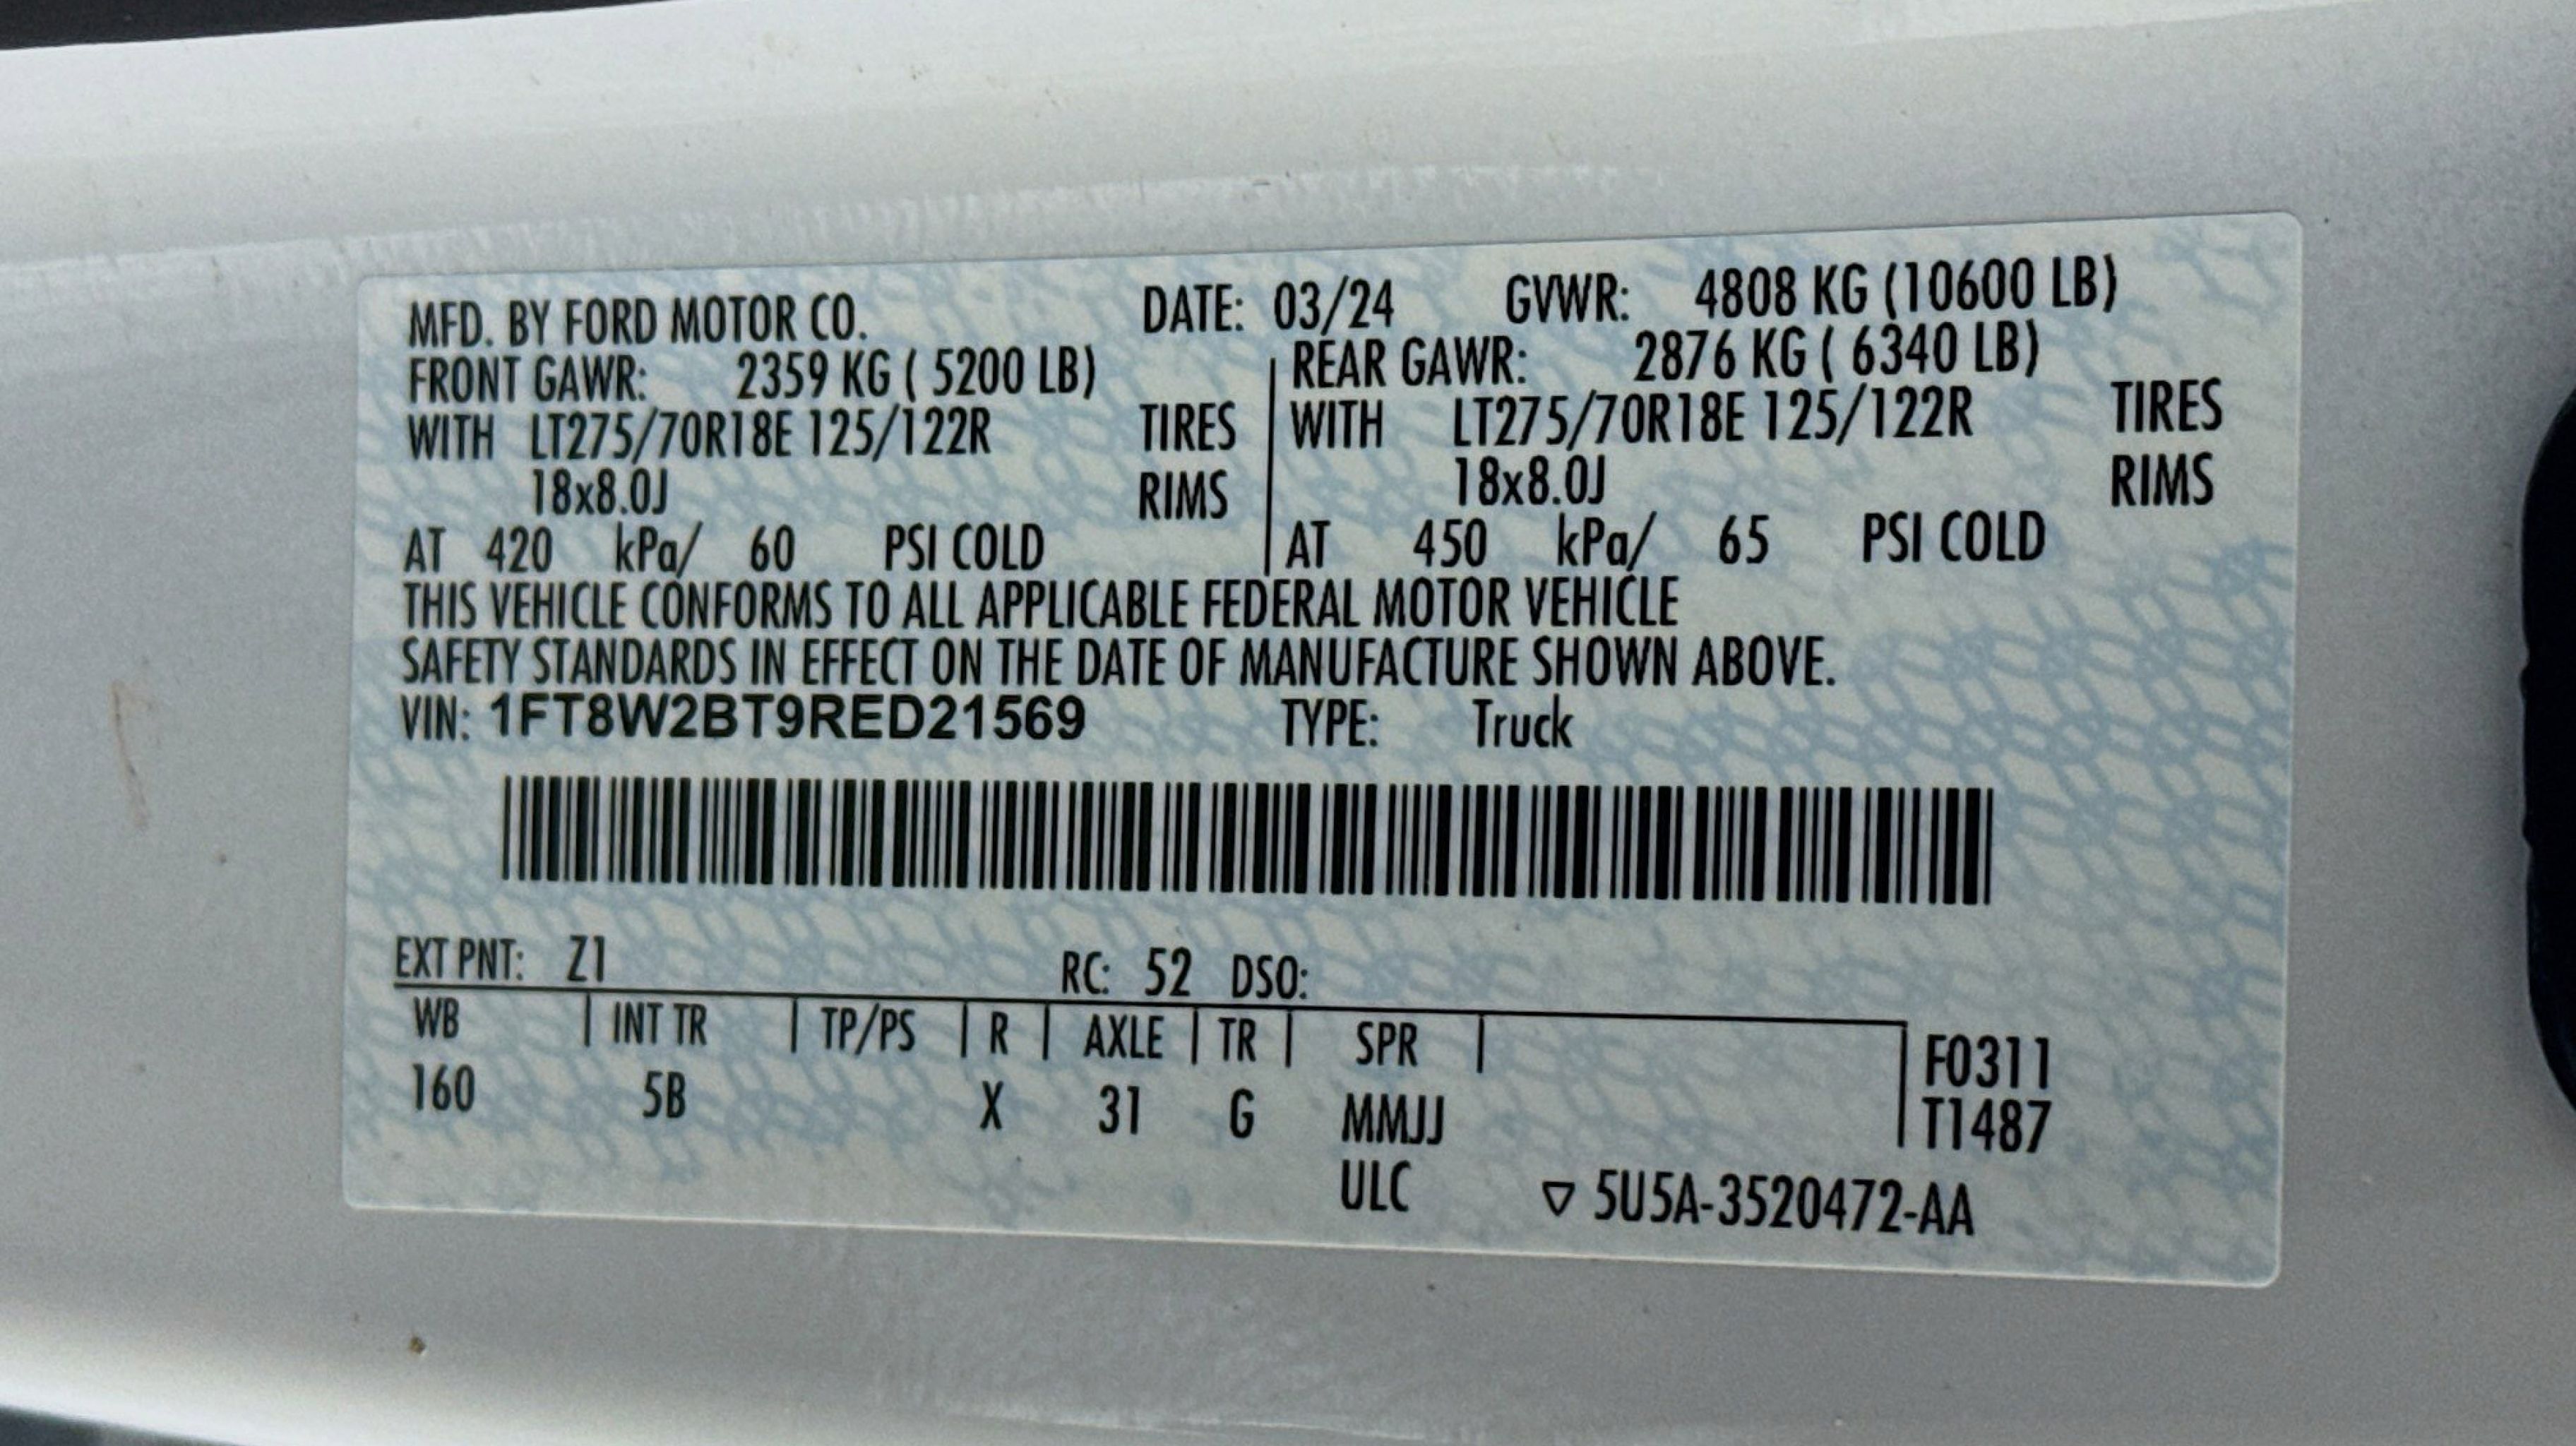 MFD. BY FORD MOTOR CO. DATE: 03/24 GVWR: 4808 KG (10600 LB)
FRONT GAWR: 2359 KG ( 5200 LB) REAR GAWR: 2876 KG ( 6340 LB)
WITH LT275/70R18E 125/122R TIRES WITH LT275/70R18E 125/122R TIRES
18x8.0J RIMS 18x8.0J RIMS
AT 420 kPa/ 60 PSI COLD AT 450 kPa/ 65 PSI COLD
THIS VEHICLE CONFORMS TO ALL APPLICABLE FEDERAL MOTOR VEHICLE
SAFETY STANDARDS IN EFFECT ON THE DATE OF MANUFACTURE SHOWN ABOVE.
VIN: 1FT8W2BT9RED21569 TYPE: Truck
EXT PNT: Z1 RC: 52 DSO:
WB | INT TR | TP/PS | R | AXLE | TR | SPR | F0311
160 5B X 31 G MMJJ T1487
ULC ▽ 5U5A-3520472-AA